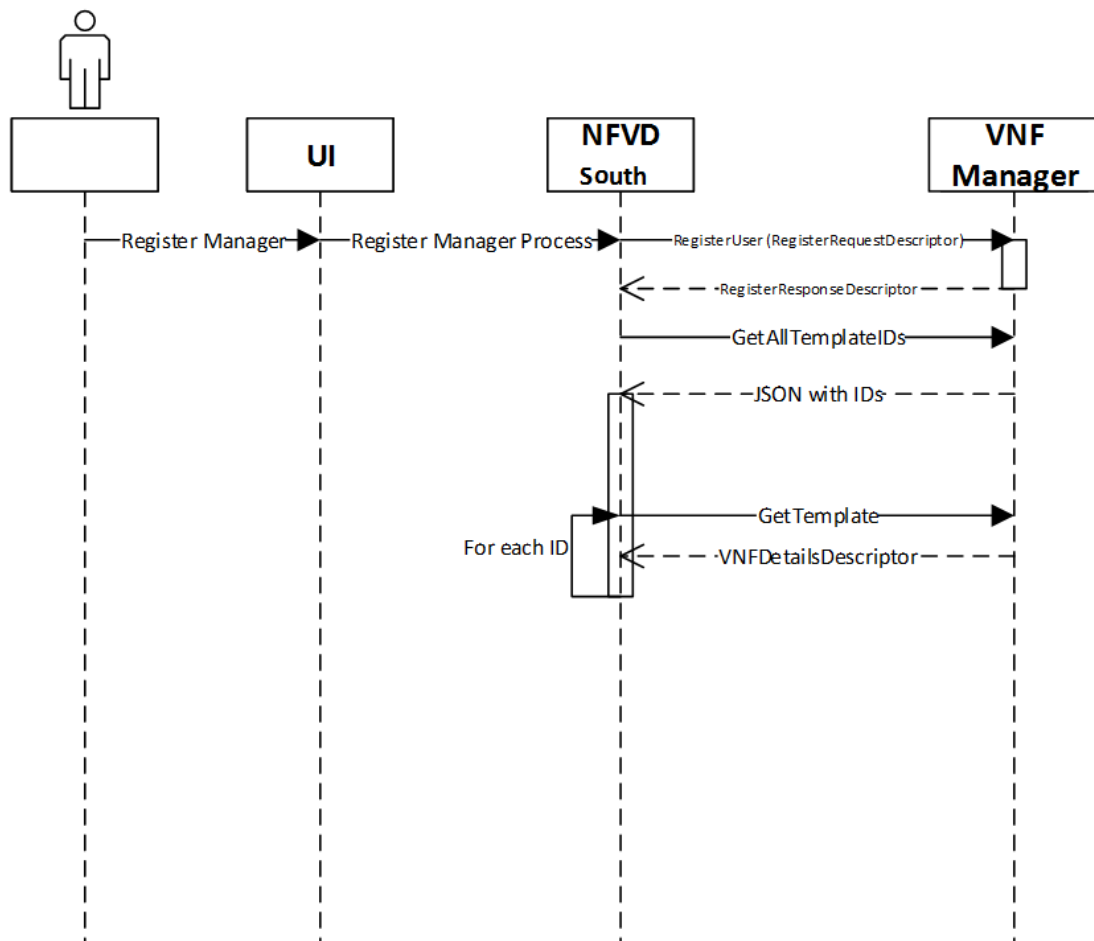 UI
NFVD
South
VNF
Manager
Register Manager
Register Manager Process
RegisterUser (RegisterRequestDescriptor)
RegisterResponseDescriptor
GetAllTemplateIDs
JSON with IDs
GetTemplate
For each ID
VNFDetailsDescriptor